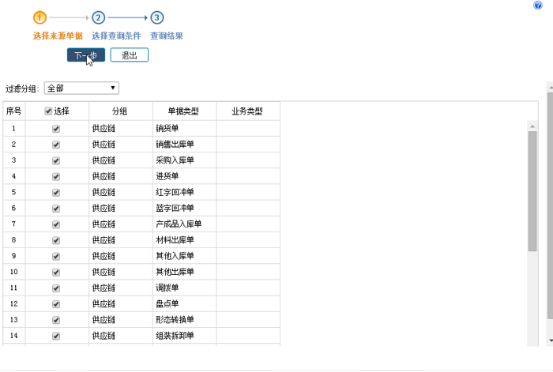 1 2 3
选择来源单据 选择查询条件 查询结果
下一步 退出
过滤分组: 全部
序号 选择 分组 单据类型 业务类型
1 供应链 销货单
2 供应链 销售出库单
3 供应链 采购入库单
4 供应链 进货单
5 供应链 红字回冲单
6 供应链 蓝字回冲单
7 供应链 产成品入库单
8 供应链 材料出库单
9 供应链 其他入库单
10 供应链 其他出库单
11 供应链 调拨单
12 供应链 盘点单
13 供应链 形态转换单
14 供应链 组装拆卸单